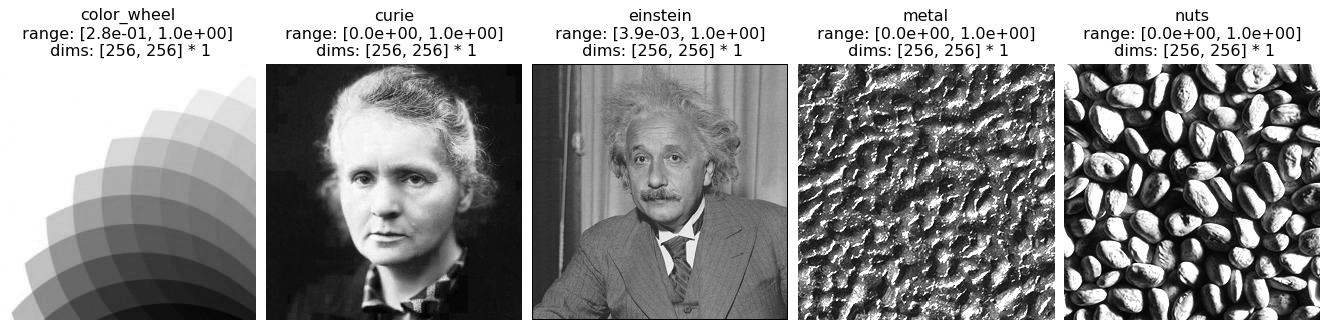 color_wheel
range: [2.8e-01, 1.0e+00]
dims: [256, 256] * 1
curie
range: [0.0e+00, 1.0e+00]
dims: [256, 256] * 1
einstein
range: [3.9e-03, 1.0e+00]
dims: [256, 256] * 1
metal
range: [0.0e+00, 1.0e+00]
dims: [256, 256] * 1
nuts
range: [0.0e+00, 1.0e+00]
dims: [256, 256] * 1